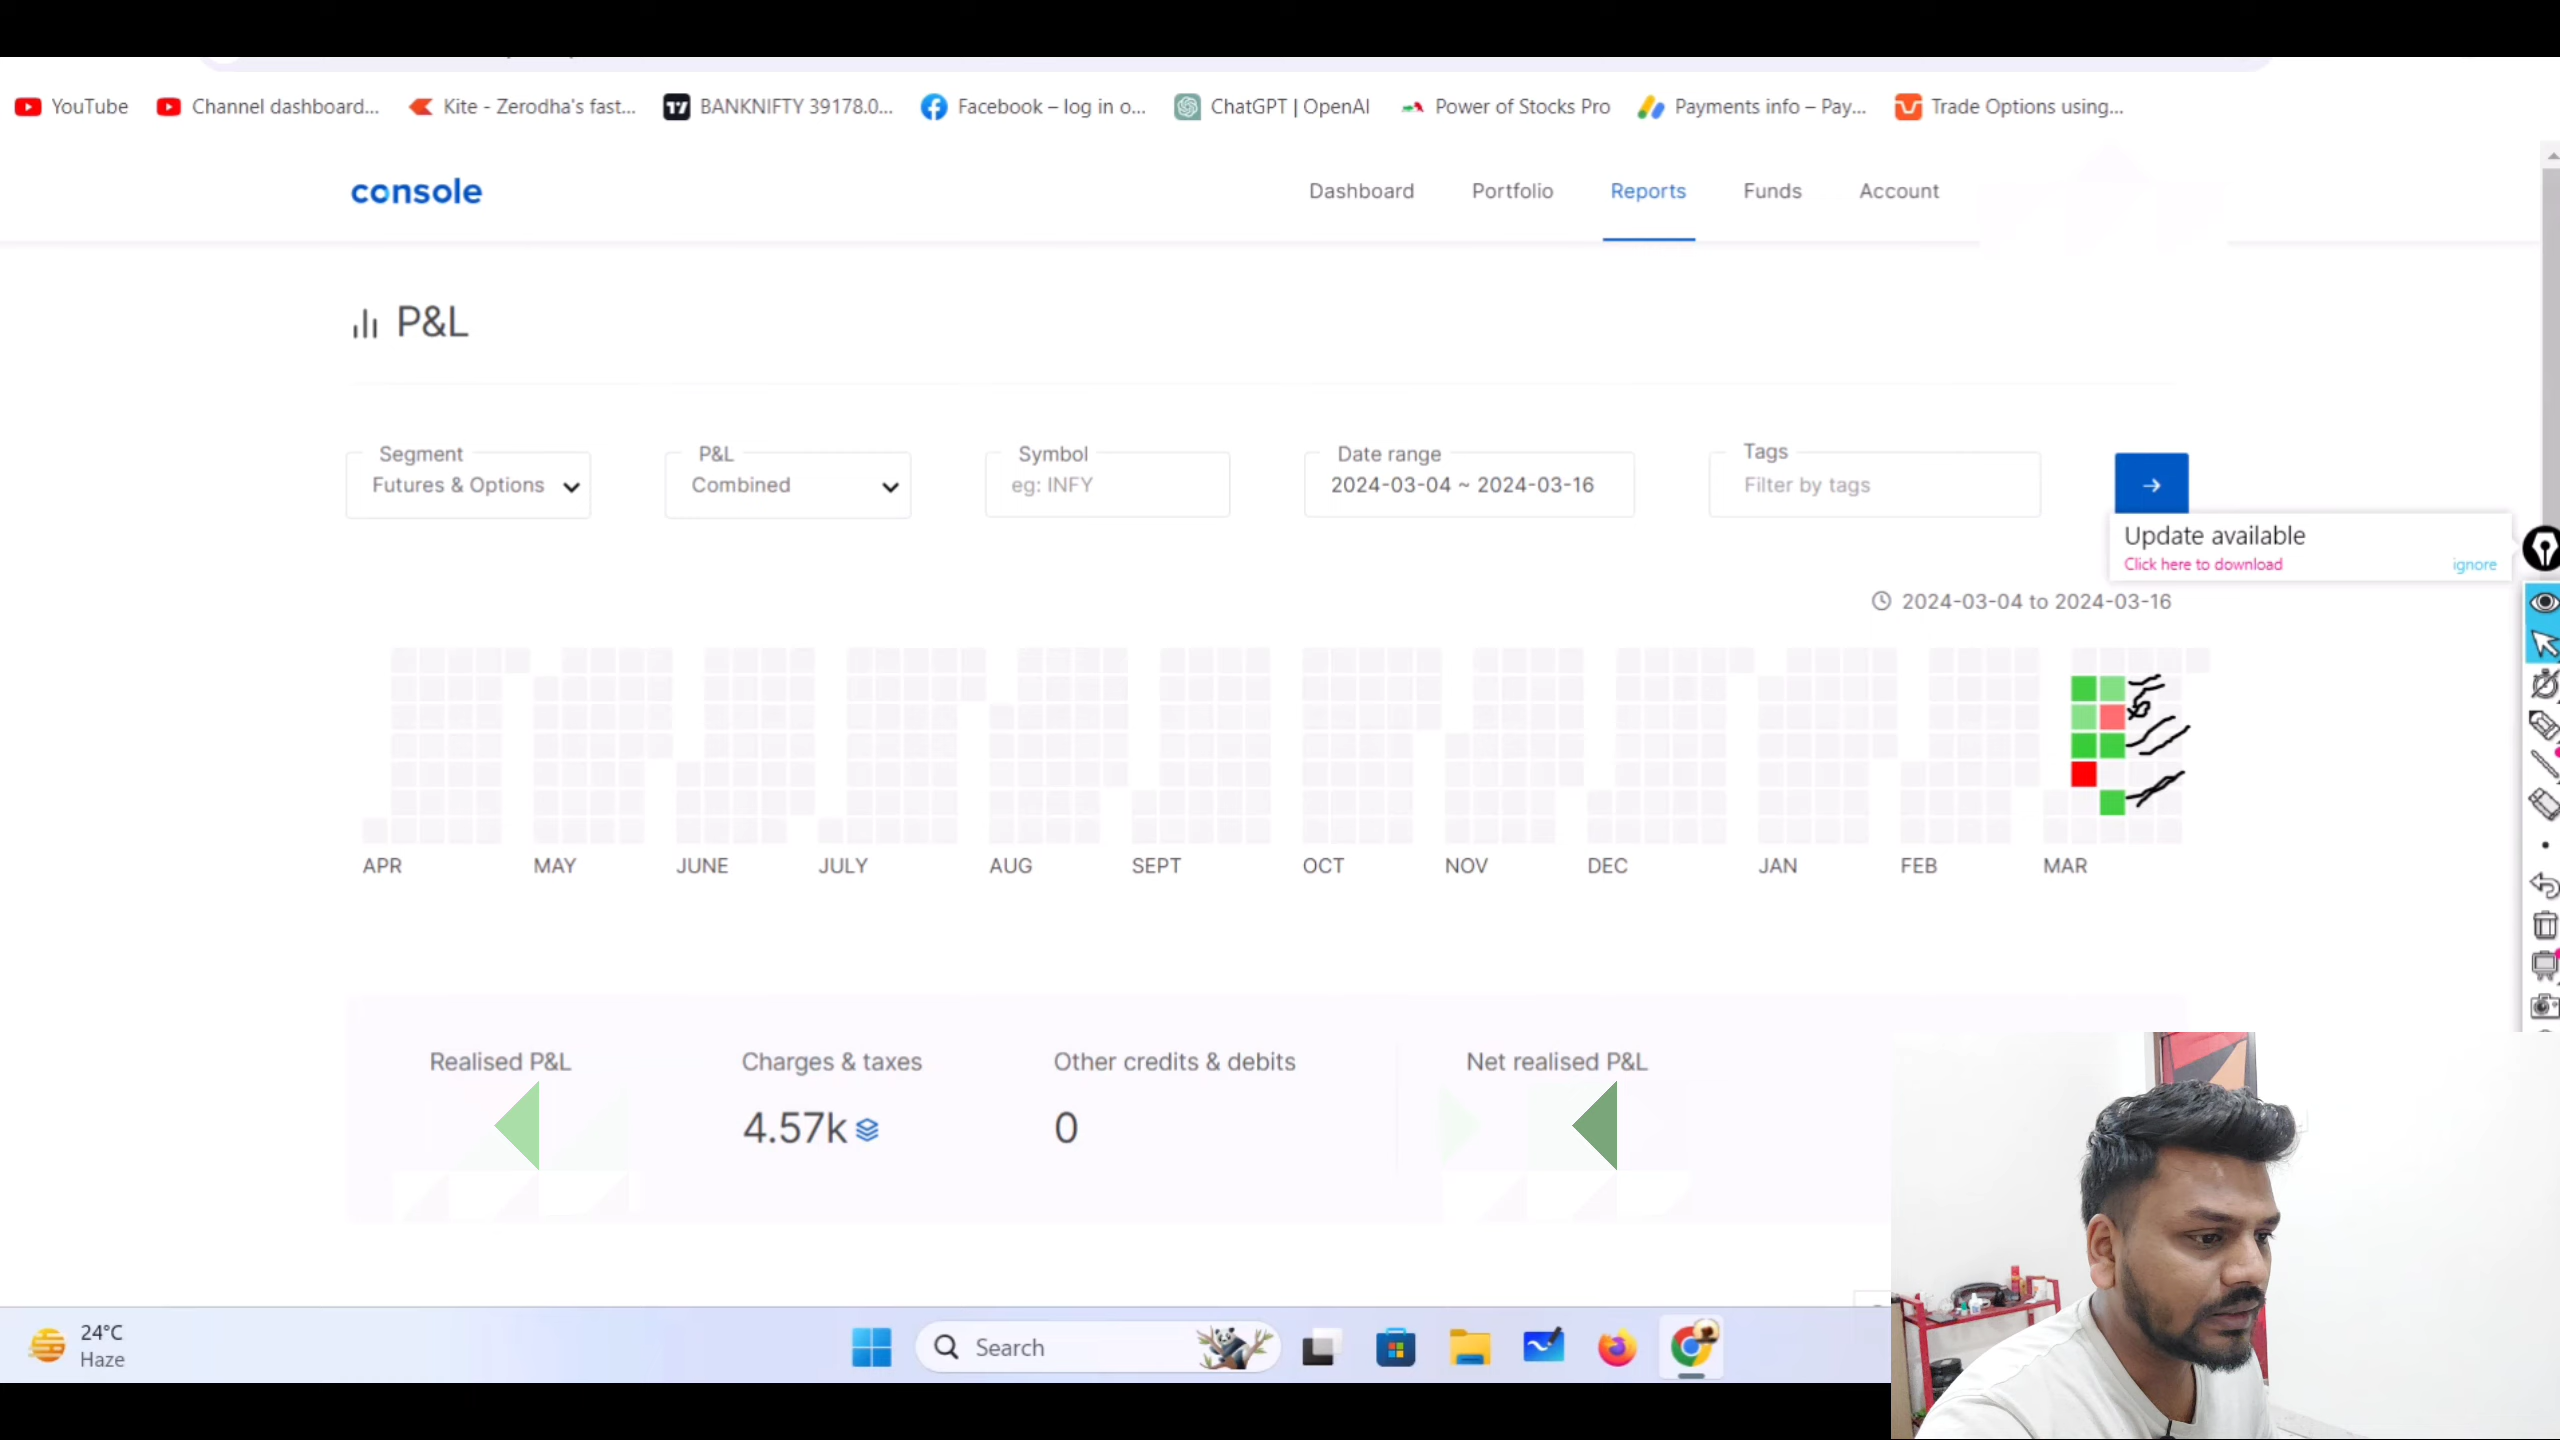 YouTube Channel dashboard... Kite - Zerodha's fast... BANKNIFTY 39178.0... Facebook – log in o... ChatGPT | OpenAI Power of Stocks Pro Payments info – Pay... Trade Options using...
console Dashboard Portfolio Reports Funds Account
P&L
Segment P&L Symbol Date range Tags
Futures & Options Combined eg: INFY 2024-03-04 ~ 2024-03-16 Filter by tags
Update available
Click here to download ignore
2024-03-04 to 2024-03-16
APR MAY JUNE JULY AUG SEPT OCT NOV DEC JAN FEB MAR
Realised P&L Charges & taxes Other credits & debits Net realised P&L
4.57k 0
24°C
Haze
Search